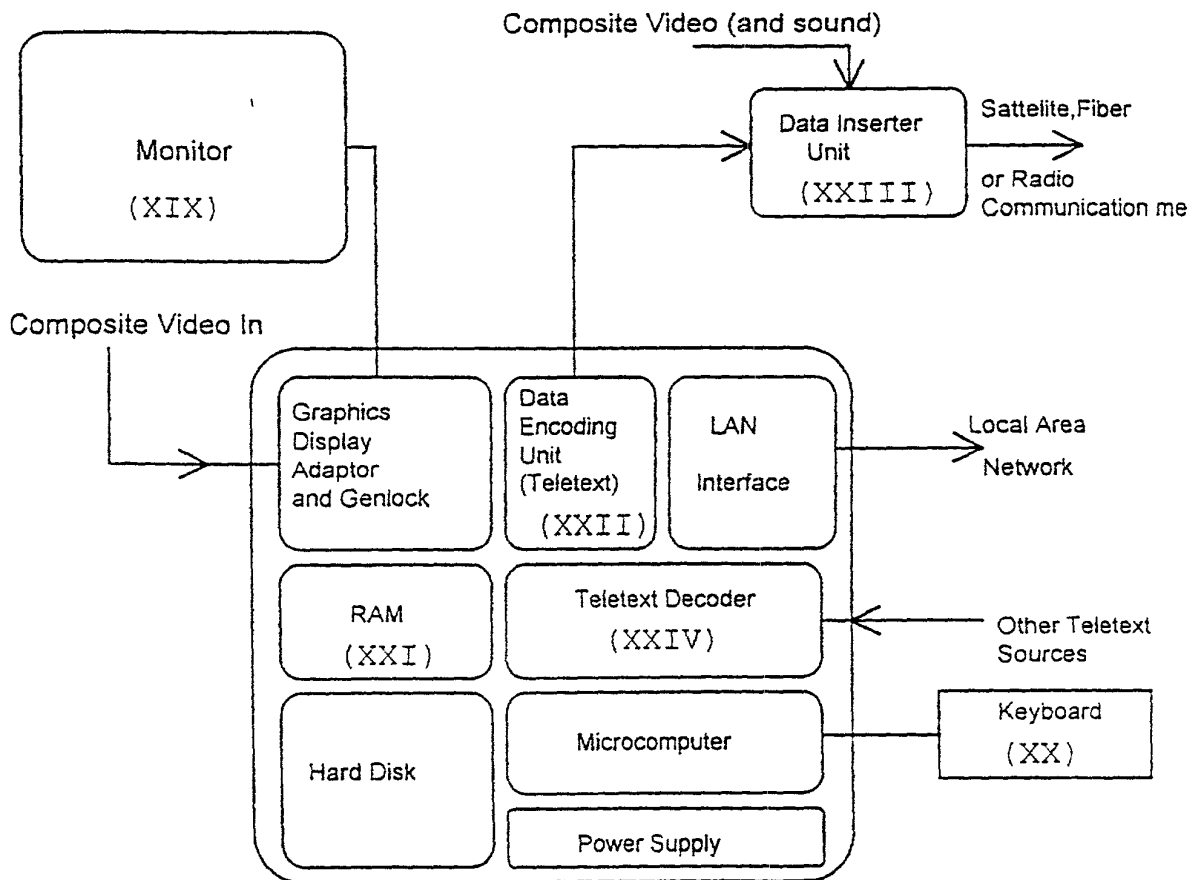 Composite Video (and sound)
Monitor
(XIX)
Data Inserter
Unit
(XXIII)
Sattelite,Fiber
or Radio
Communication me
Composite Video In
Graphics
Display
Adaptor
and Genlock
Data
Encoding
Unit
(Teletext)
(XXII)
LAN
Interface
Local Area
Network
RAM
(XXI)
Teletext Decoder
(XXIV)
Other Teletext
Sources
Hard Disk
Microcomputer
Keyboard
(XX)
Power Supply